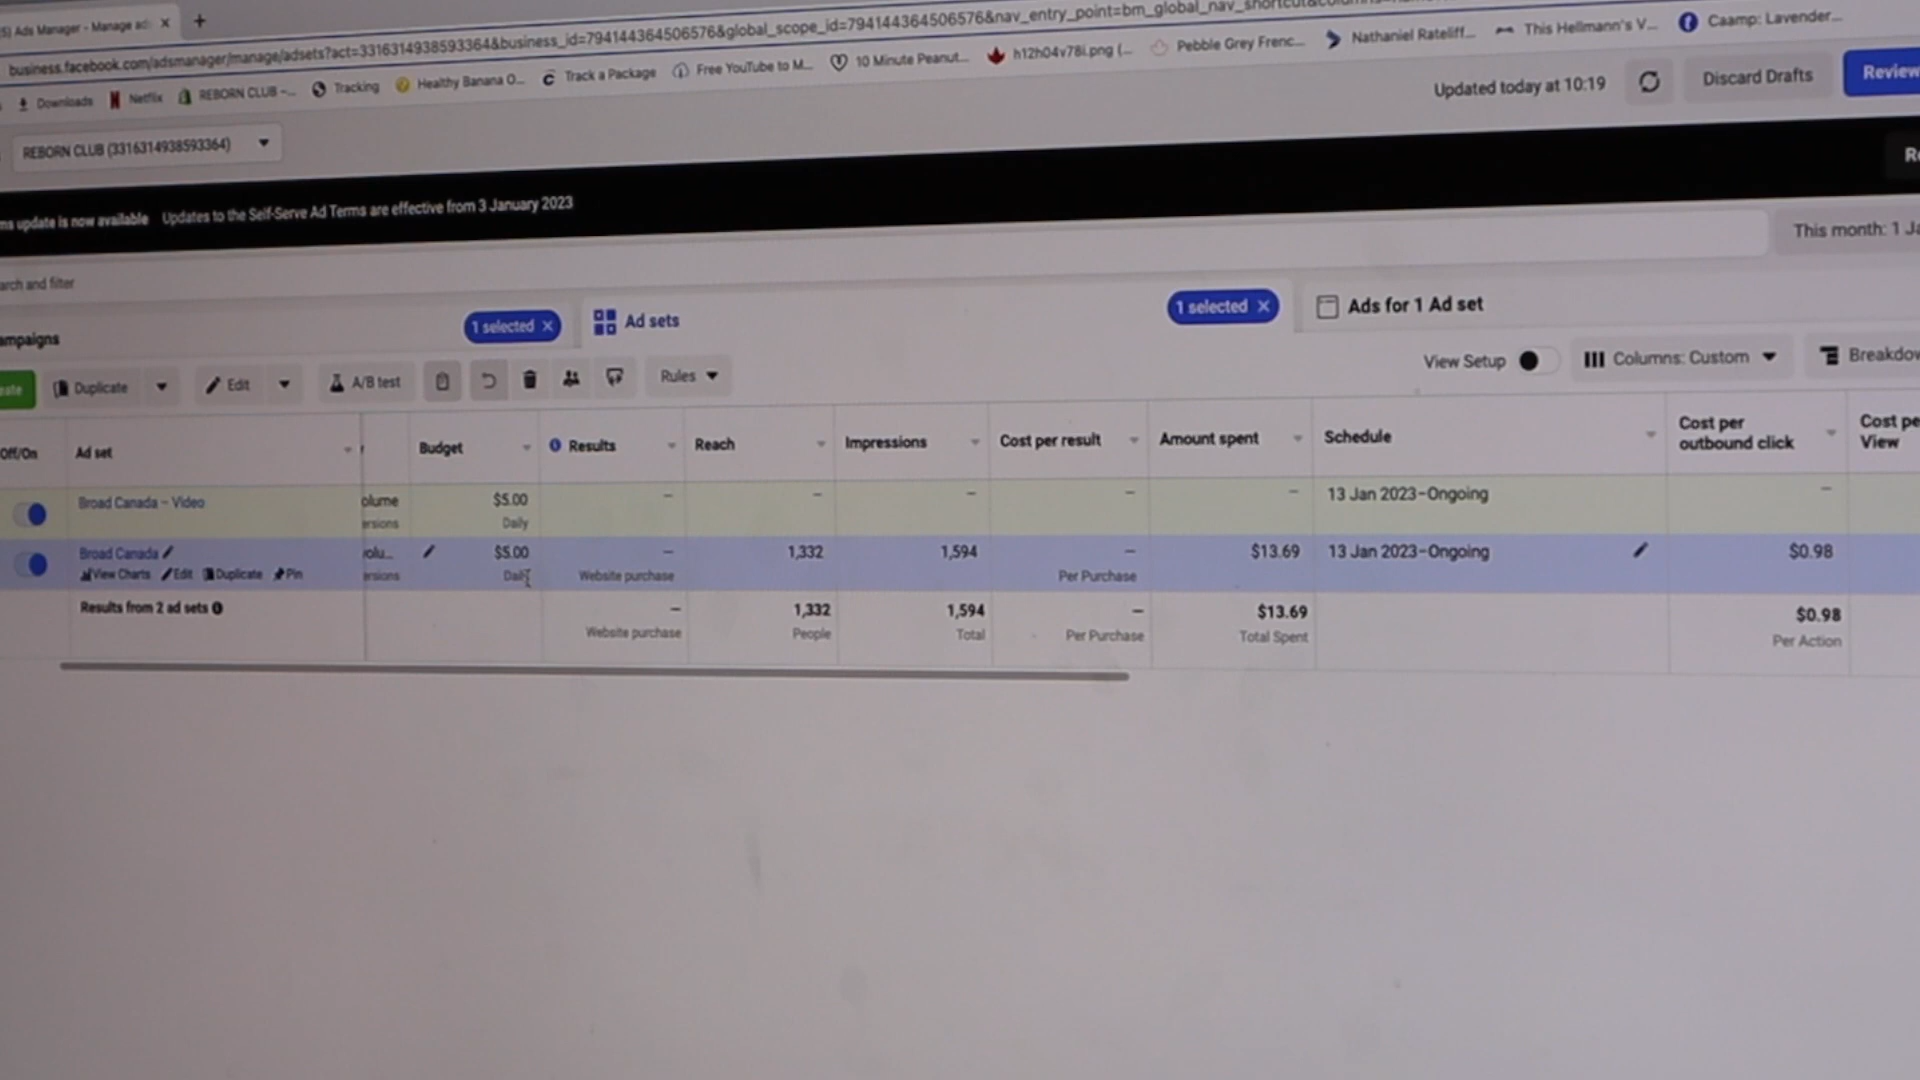 Ads Manager - Manage ad
business.facebook.com/adsmanager/manage/adsets?act=3316314938593364&business_id=794144364506576&global_scope_id=794144364506576&nav_entry_point=bm_global_nav_shortcut
Downloads Netflix REBORN CLUB –... Tracking Healthy Banana O... Track a Package Free YouTube to M... 10 Minute Peanut... h12h04v78i.png (... Pebble Grey Frenc... Nathaniel Rateliff... This Hellmann's V... Caamp: Lavender...
REBORN CLUB (3316314938593364)
Updated today at 10:19
Discard Drafts
Review
ms update is now available Updates to the Self-Serve Ad Terms are effective from 3 January 2023
arch and filter
This month: 1 Ja
ampaigns
1 selected ×
Ad sets
1 selected ×
Ads for 1 Ad set
eate Duplicate Edit A/B test Rules
View Setup Columns: Custom Breakdow
Off/On Ad set Budget Results Reach Impressions Cost per result Amount spent Schedule Cost per outbound click Cost pe View
Broad Canada – Video olume $5.00 – – – – – 13 Jan 2023–Ongoing –
ersions Daily
Broad Canada olu... $5.00 – 1,332 1,594 – $13.69 13 Jan 2023–Ongoing $0.98
View Charts Edit Duplicate Pin ersions Daily Website purchase Per Purchase
Results from 2 ad sets – 1,332 1,594 – $13.69 $0.98
Website purchase People Total Per Purchase Total Spent Per Action